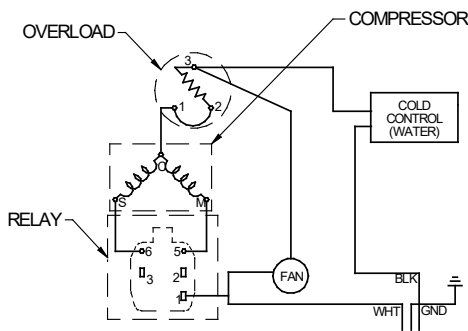 COMPRESSOR
OVERLOAD
3
1
2
COLD
CONTROL
(WATER)
C
S
M
RELAY
6
5
3
2
1
FAN
BLK
WHT
GND